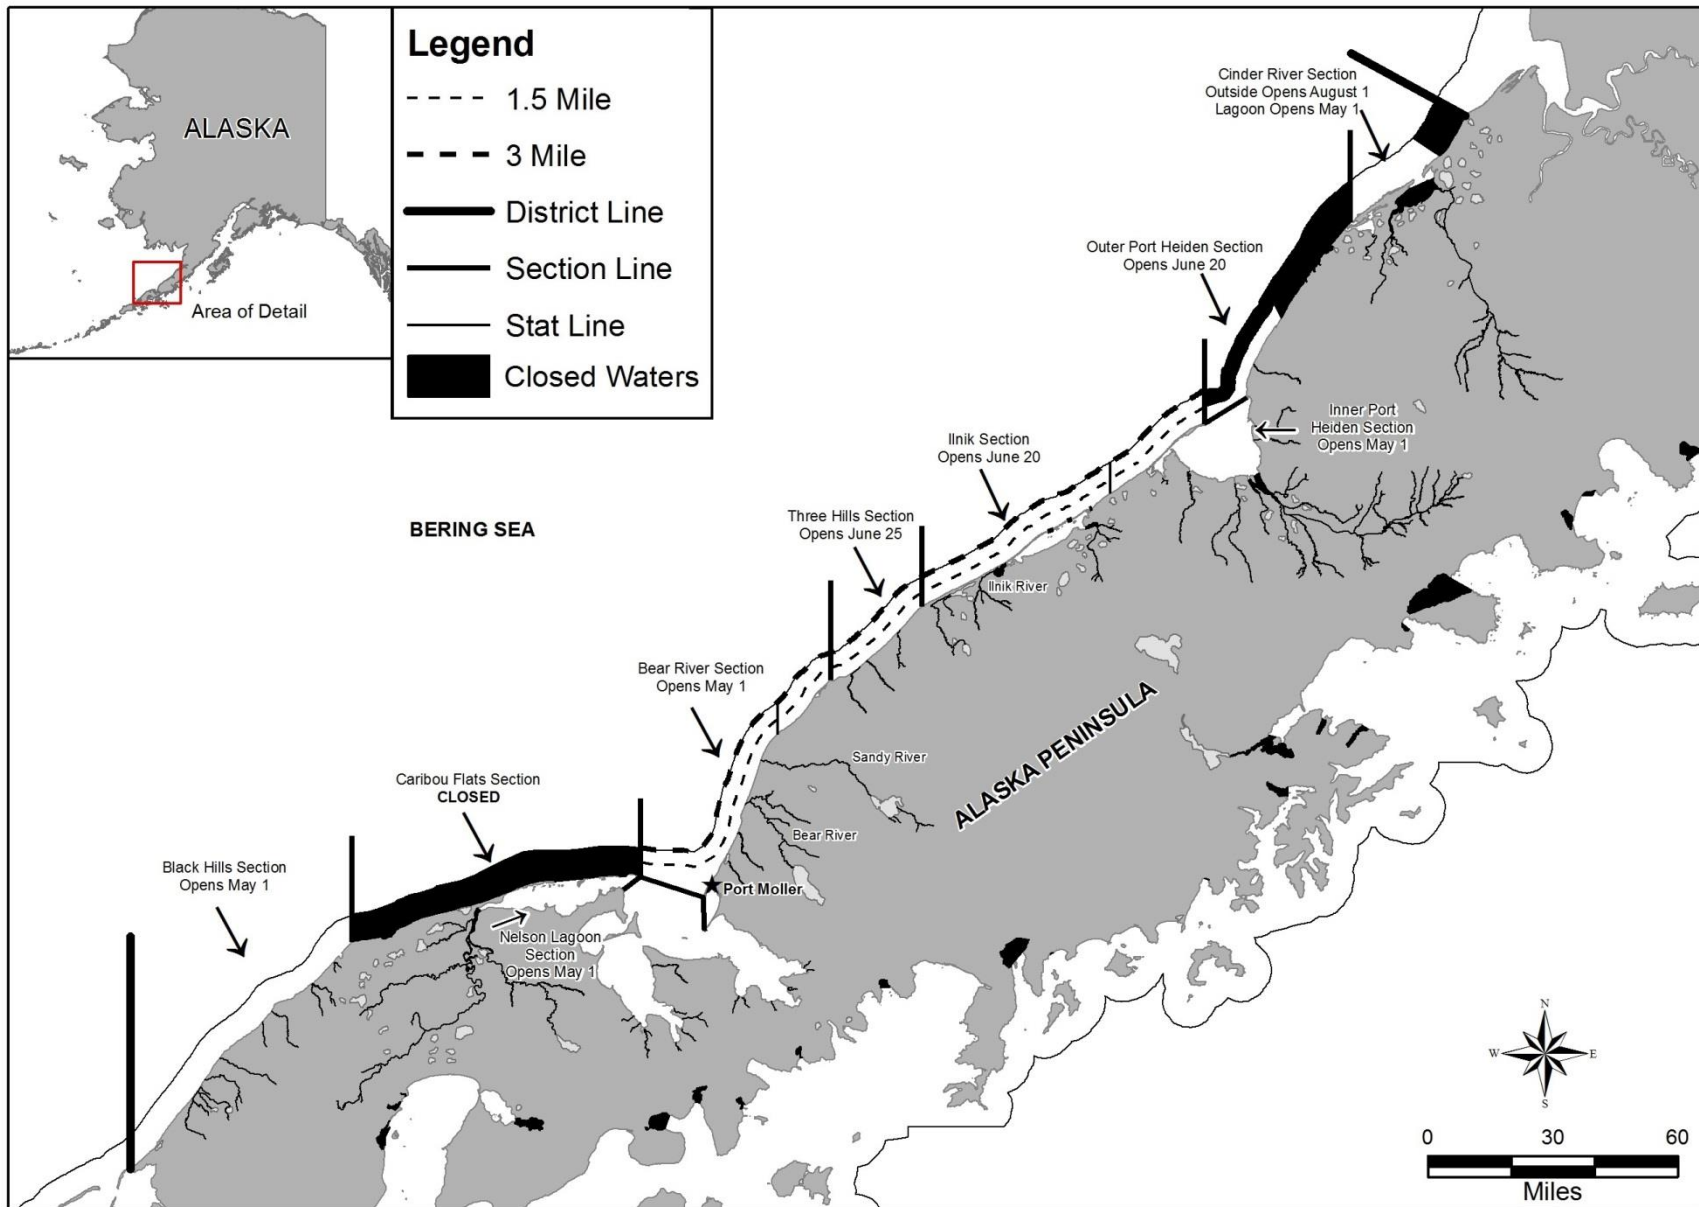 ALASKA
Area of Detail
Legend
1.5 Mile
3 Mile
District Line
Section Line
Stat Line
Closed Waters
Cinder River Section
Outside Opens August 1
Lagoon Opens May 1
Outer Port Heiden Section
Opens June 20
Inner Port
Heiden Section
Opens May 1
Ilnik Section
Opens June 20
Three Hills Section
Opens June 25
BERING SEA
Ilnik River
Bear River Section
Opens May 1
Sandy River
ALASKA PENINSULA
Caribou Flats Section
CLOSED
Bear River
Black Hills Section
Opens May 1
Port Moller
Nelson Lagoon
Section
Opens May 1
N
W E
S
0 30 60
Miles